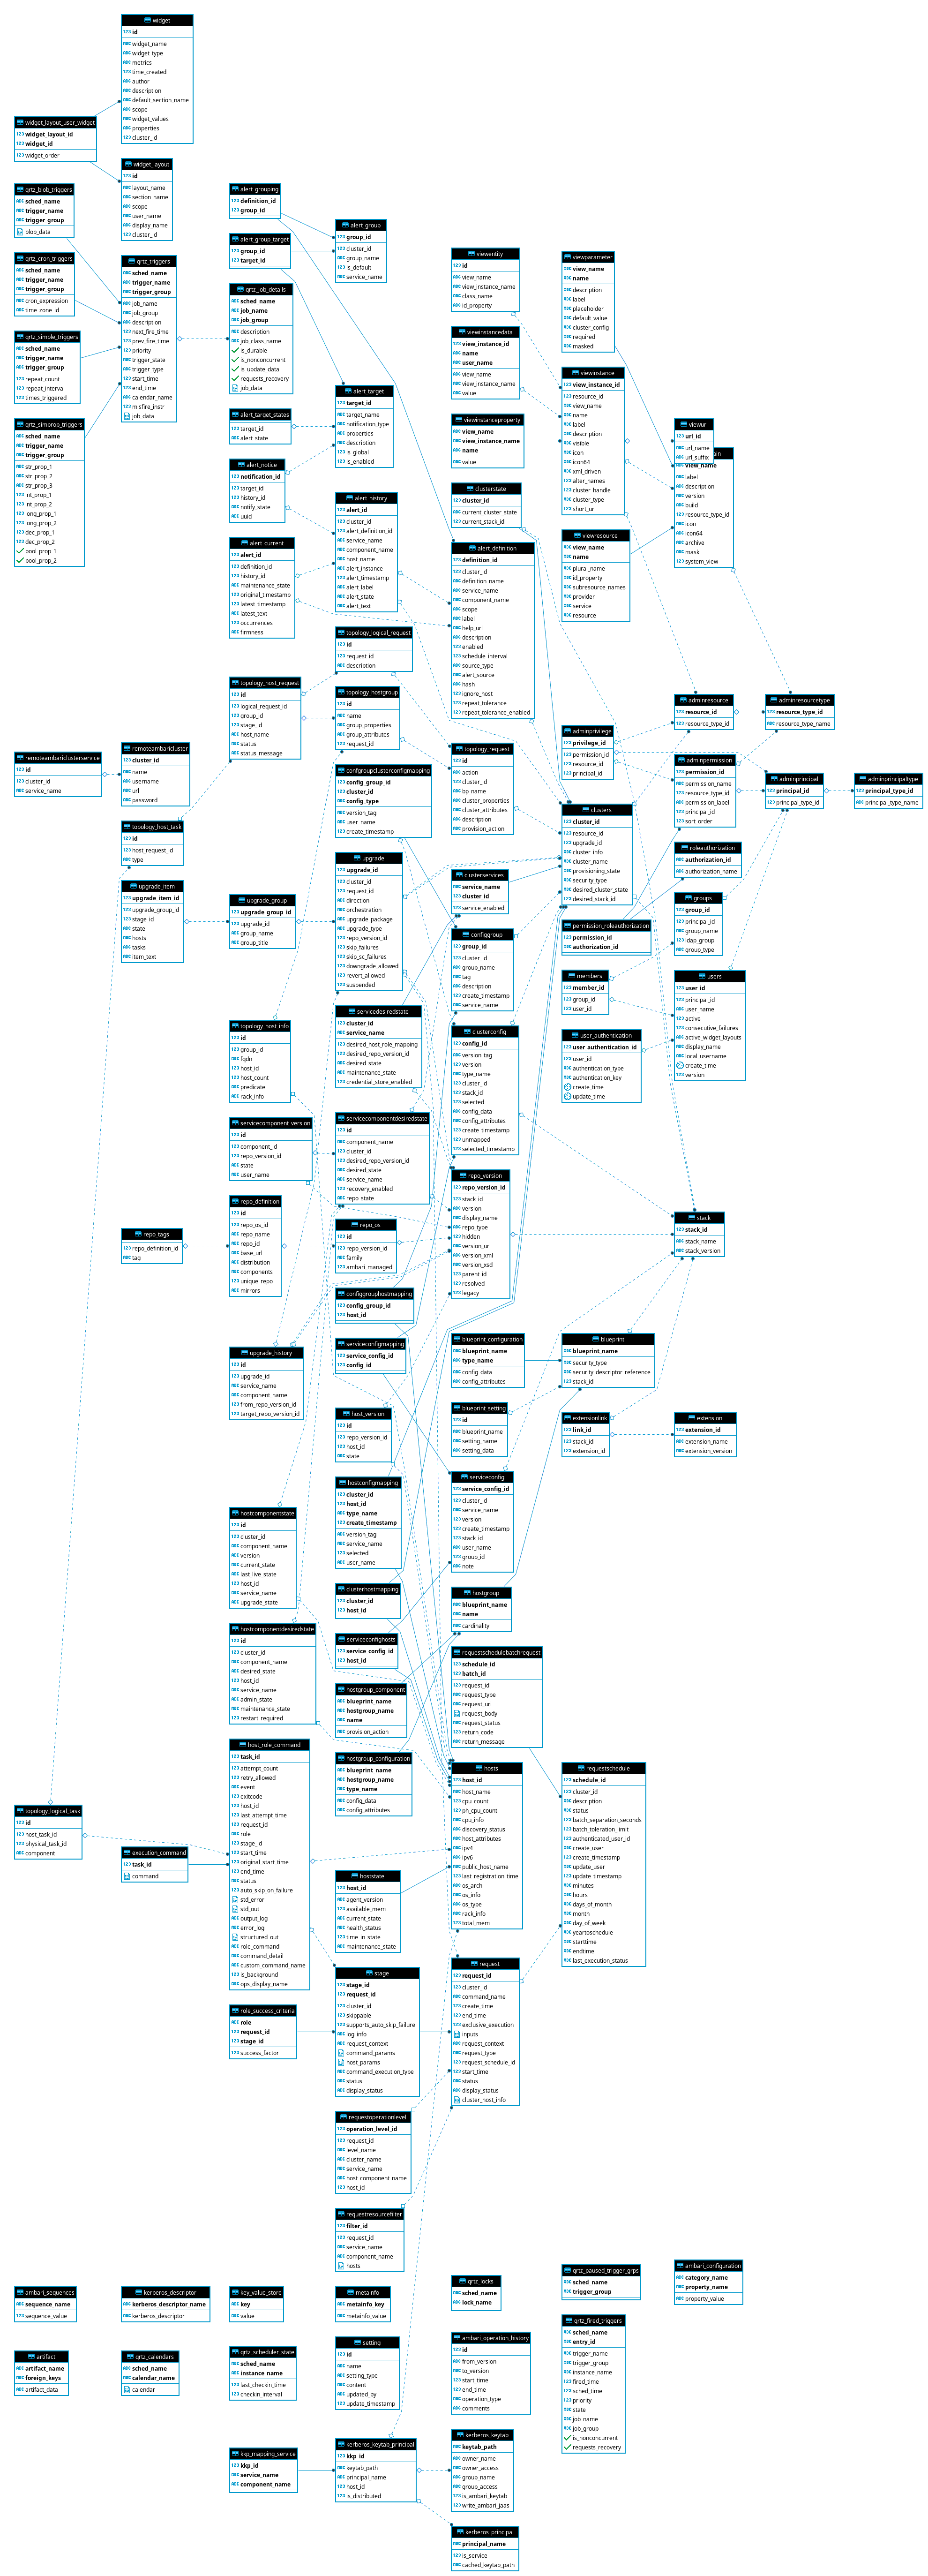 widget_layout_user_widget
widget_layout_id
widget_id
widget_order
qrtz_blob_triggers
sched_name
trigger_name
trigger_group
blob_data
qrtz_cron_triggers
sched_name
trigger_name
trigger_group
cron_expression
time_zone_id
qrtz_simple_triggers
sched_name
trigger_name
trigger_group
repeat_count
repeat_interval
times_triggered
qrtz_simprop_triggers
sched_name
trigger_name
trigger_group
str_prop_1
str_prop_2
str_prop_3
int_prop_1
int_prop_2
long_prop_1
long_prop_2
dec_prop_1
dec_prop_2
bool_prop_1
bool_prop_2
remoteambariclusterservice
id
cluster_id
service_name
topology_logical_task
id
host_task_id
physical_task_id
component
ambari_sequences
sequence_name
sequence_value
artifact
artifact_name
foreign_keys
artifact_data
widget
id
widget_name
widget_type
metrics
time_created
author
description
default_section_name
scope
widget_values
properties
cluster_id
widget_layout
id
layout_name
section_name
scope
user_name
display_name
cluster_id
qrtz_triggers
sched_name
trigger_name
trigger_group
job_name
job_group
description
next_fire_time
prev_fire_time
priority
trigger_state
trigger_type
start_time
end_time
calendar_name
misfire_instr
job_data
remoteambaricluster
cluster_id
name
username
url
password
topology_host_task
id
host_request_id
type
upgrade_item
upgrade_item_id
upgrade_group_id
stage_id
state
hosts
tasks
item_text
repo_tags
repo_definition_id
tag
execution_command
task_id
command
kerberos_descriptor
kerberos_descriptor_name
kerberos_descriptor
qrtz_calendars
sched_name
calendar_name
calendar
alert_grouping
definition_id
group_id
alert_group_target
group_id
target_id
qrtz_job_details
sched_name
job_name
job_group
description
job_class_name
is_durable
is_nonconcurrent
is_update_data
requests_recovery
job_data
alert_target_states
target_id
alert_state
alert_notice
notification_id
target_id
history_id
notify_state
uuid
alert_current
alert_id
definition_id
history_id
maintenance_state
original_timestamp
latest_timestamp
latest_text
occurrences
firmness
topology_host_request
id
logical_request_id
group_id
stage_id
host_name
status
status_message
upgrade_group
upgrade_group_id
upgrade_id
group_name
group_title
topology_host_info
id
group_id
fqdn
host_id
host_count
predicate
rack_info
servicecomponent_version
id
component_id
repo_version_id
state
user_name
repo_definition
id
repo_os_id
repo_name
repo_id
base_url
distribution
components
unique_repo
mirrors
upgrade_history
id
upgrade_id
service_name
component_name
from_repo_version_id
target_repo_version_id
hostcomponentstate
id
cluster_id
component_name
version
current_state
last_live_state
host_id
service_name
upgrade_state
hostcomponentdesiredstate
id
cluster_id
component_name
desired_state
host_id
service_name
admin_state
maintenance_state
restart_required
host_role_command
task_id
attempt_count
retry_allowed
event
exitcode
host_id
last_attempt_time
request_id
role
stage_id
start_time
original_start_time
end_time
status
auto_skip_on_failure
std_error
std_out
output_log
error_log
structured_out
role_command
command_detail
custom_command_name
is_background
ops_display_name
role_success_criteria
role
request_id
stage_id
success_factor
key_value_store
key
value
qrtz_scheduler_state
sched_name
instance_name
last_checkin_time
checkin_interval
kkp_mapping_service
kkp_id
service_name
component_name
alert_group
group_id
cluster_id
group_name
is_default
service_name
alert_target
target_id
target_name
notification_type
properties
description
is_global
is_enabled
alert_history
alert_id
cluster_id
alert_definition_id
service_name
component_name
host_name
alert_instance
alert_timestamp
alert_label
alert_state
alert_text
topology_logical_request
id
request_id
description
topology_hostgroup
id
name
group_properties
group_attributes
request_id
confgroupclusterconfigmapping
config_group_id
cluster_id
config_type
version_tag
user_name
create_timestamp
upgrade
upgrade_id
cluster_id
request_id
direction
orchestration
upgrade_package
upgrade_type
repo_version_id
skip_failures
skip_sc_failures
downgrade_allowed
revert_allowed
suspended
servicedesiredstate
cluster_id
service_name
desired_host_role_mapping
desired_repo_version_id
desired_state
maintenance_state
credential_store_enabled
servicecomponentdesiredstate
id
component_name
cluster_id
desired_repo_version_id
desired_state
service_name
recovery_enabled
repo_state
repo_os
id
repo_version_id
family
ambari_managed
configgrouphostmapping
config_group_id
host_id
serviceconfigmapping
service_config_id
config_id
host_version
id
repo_version_id
host_id
state
hostconfigmapping
cluster_id
host_id
type_name
create_timestamp
version_tag
service_name
selected
user_name
clusterhostmapping
cluster_id
host_id
serviceconfighosts
service_config_id
host_id
hostgroup_component
blueprint_name
hostgroup_name
name
provision_action
hostgroup_configuration
blueprint_name
hostgroup_name
type_name
config_data
config_attributes
hoststate
host_id
agent_version
available_mem
current_state
health_status
time_in_state
maintenance_state
stage
stage_id
request_id
cluster_id
skippable
supports_auto_skip_failure
log_info
request_context
command_params
host_params
command_execution_type
status
display_status
requestoperationlevel
operation_level_id
request_id
level_name
cluster_name
service_name
host_component_name
host_id
requestresourcefilter
filter_id
request_id
service_name
component_name
hosts
metainfo
metainfo_key
metainfo_value
setting
id
name
setting_type
content
updated_by
update_timestamp
kerberos_keytab_principal
kkp_id
keytab_path
principal_name
host_id
is_distributed
viewentity
id
view_name
view_instance_name
class_name
id_property
viewinstancedata
view_instance_id
name
user_name
view_name
view_instance_name
value
viewinstanceproperty
view_name
view_instance_name
name
value
clusterstate
cluster_id
current_cluster_state
current_stack_id
alert_definition
definition_id
cluster_id
definition_name
service_name
component_name
scope
label
help_url
description
enabled
schedule_interval
source_type
alert_source
hash
ignore_host
repeat_tolerance
repeat_tolerance_enabled
topology_request
id
action
cluster_id
bp_name
cluster_properties
cluster_attributes
description
provision_action
clusterservices
service_name
cluster_id
service_enabled
configgroup
group_id
cluster_id
group_name
tag
description
create_timestamp
service_name
clusterconfig
config_id
version_tag
version
type_name
cluster_id
stack_id
selected
config_data
config_attributes
create_timestamp
unmapped
selected_timestamp
repo_version
repo_version_id
stack_id
version
display_name
repo_type
hidden
version_url
version_xml
version_xsd
parent_id
resolved
legacy
blueprint_configuration
blueprint_name
type_name
config_data
config_attributes
blueprint_setting
id
blueprint_name
setting_name
setting_data
serviceconfig
service_config_id
cluster_id
service_name
version
create_timestamp
stack_id
user_name
group_id
note
hostgroup
blueprint_name
name
cardinality
requestschedulebatchrequest
schedule_id
batch_id
request_id
request_type
request_uri
request_body
request_status
return_code
return_message
hosts
host_id
host_name
cpu_count
ph_cpu_count
cpu_info
discovery_status
host_attributes
ipv4
ipv6
public_host_name
last_registration_time
os_arch
os_info
os_type
rack_info
total_mem
request
request_id
cluster_id
command_name
create_time
end_time
exclusive_execution
inputs
request_context
request_type
request_schedule_id
start_time
status
display_status
cluster_host_info
qrtz_locks
sched_name
lock_name
ambari_operation_history
id
from_version
to_version
start_time
end_time
operation_type
comments
kerberos_keytab
keytab_path
owner_name
owner_access
group_name
group_access
is_ambari_keytab
write_ambari_jaas
kerberos_principal
principal_name
is_service
cached_keytab_path
viewparameter
view_name
name
description
label
placeholder
default_value
cluster_config
required
masked
viewinstance
view_instance_id
resource_id
view_name
name
label
description
visible
icon
icon64
xml_driven
alter_names
cluster_handle
cluster_type
short_url
viewresource
view_name
name
plural_name
id_property
subresource_names
provider
service
resource
adminprivilege
privilege_id
permission_id
resource_id
principal_id
clusters
cluster_id
resource_id
upgrade_id
cluster_info
cluster_name
provisioning_state
security_type
desired_cluster_state
desired_stack_id
permission_roleauthorization
permission_id
authorization_id
members
member_id
group_id
user_id
user_authentication
user_authentication_id
user_id
authentication_type
authentication_key
create_time
update_time
blueprint
blueprint_name
security_type
security_descriptor_reference
stack_id
extensionlink
link_id
stack_id
extension_id
requestschedule
schedule_id
cluster_id
description
status
batch_separation_seconds
batch_toleration_limit
authenticated_user_id
create_user
create_timestamp
update_user
update_timestamp
minutes
hours
days_of_month
month
day_of_week
yeartoschedule
starttime
endtime
last_execution_status
qrtz_paused_trigger_grps
sched_name
trigger_group
qrtz_fired_triggers
sched_name
entry_id
trigger_name
trigger_group
instance_name
fired_time
sched_time
priority
state
job_name
job_group
is_nonconcurrent
requests_recovery
viewurl
url_id
url_name
url_suffix
view_name
label
description
version
build
resource_type_id
icon
icon64
archive
mask
system_view
adminresource
resource_id
resource_type_id
adminpermission
permission_id
permission_name
resource_type_id
permission_label
principal_id
sort_order
roleauthorization
authorization_id
authorization_name
groups
group_id
principal_id
group_name
ldap_group
group_type
users
user_id
principal_id
user_name
active
consecutive_failures
active_widget_layouts
display_name
local_username
create_time
version
stack
stack_id
stack_name
stack_version
extension
extension_id
extension_name
extension_version
ambari_configuration
category_name
property_name
property_value
adminresourcetype
resource_type_id
resource_type_name
adminprincipal
principal_id
principal_type_id
adminprincipaltype
principal_type_id
principal_type_name